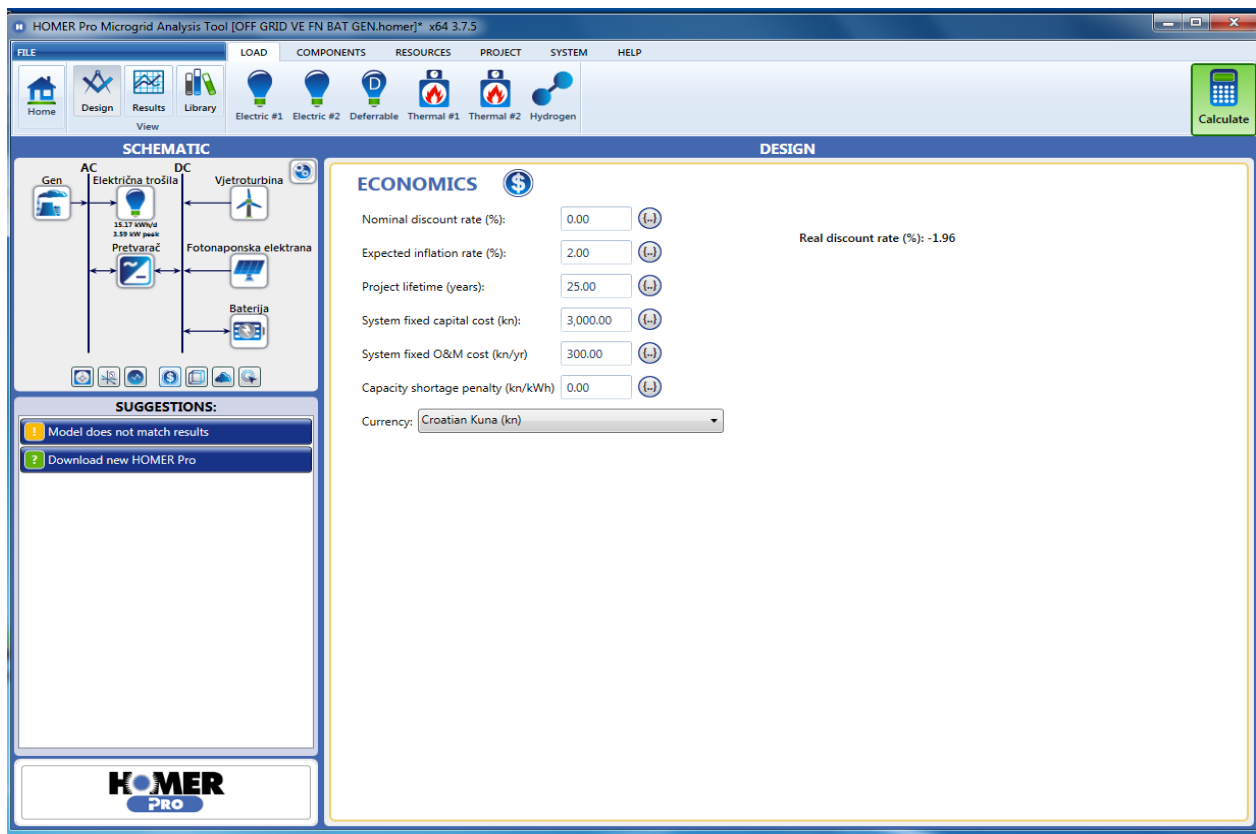 HOMER Pro Microgrid Analysis Tool [OFF GRID VE FN BAT GEN.homer]* x64 3.7.5
FILE
LOAD COMPONENTS RESOURCES PROJECT SYSTEM HELP
Home
Design Results Library
View
Electric #1 Electric #2 Deferrable Thermal #1 Thermal #2 Hydrogen
D
Calculate
SCHEMATIC
AC DC
Gen Električna trošila Vjetroturbina
15.17 kWh/d
3.59 kW peak
Pretvarač Fotonaponska elektrana
Baterija
SUGGESTIONS:
! Model does not match results
? Download new HOMER Pro
HOMER
PRO
DESIGN
ECONOMICS $
Nominal discount rate (%): 0.00 {..}
Real discount rate (%): -1.96
Expected inflation rate (%): 2.00 {..}
Project lifetime (years): 25.00 {..}
System fixed capital cost (kn): 3,000.00 {..}
System fixed O&M cost (kn/yr) 300.00 {..}
Capacity shortage penalty (kn/kWh) 0.00 {..}
Currency: Croatian Kuna (kn)